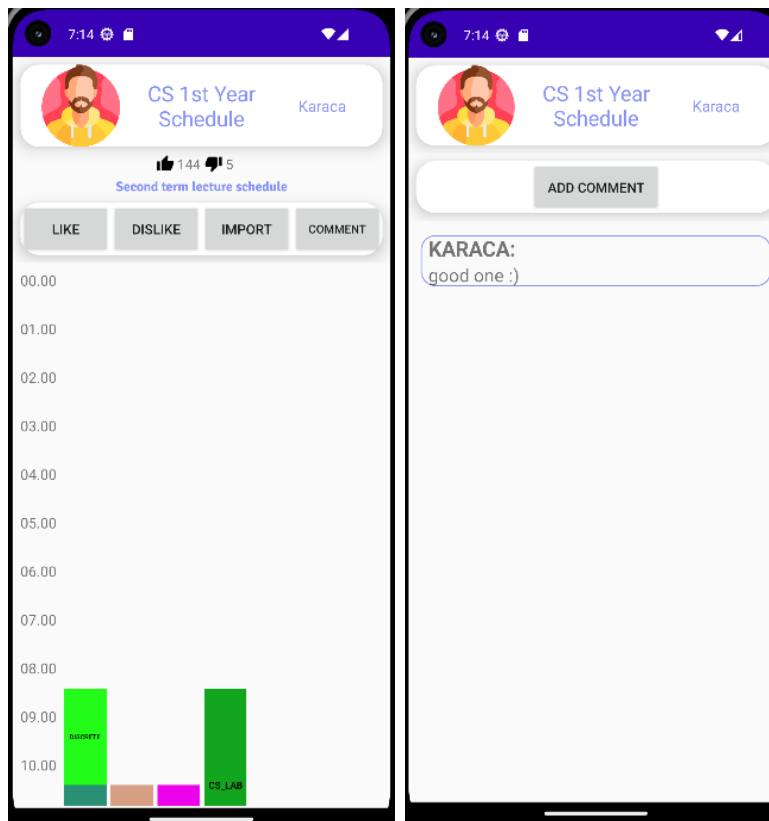 7:14
CS 1st Year
Schedule
Karaca
144 5
Second term lecture schedule
LIKE DISLIKE IMPORT COMMENT
00.00
01.00
02.00
03.00
04.00
05.00
06.00
07.00
08.00
09.00
DISCRETE
10.00
CS_LAB
7:14
CS 1st Year
Schedule
Karaca
ADD COMMENT
KARACA:
good one :)